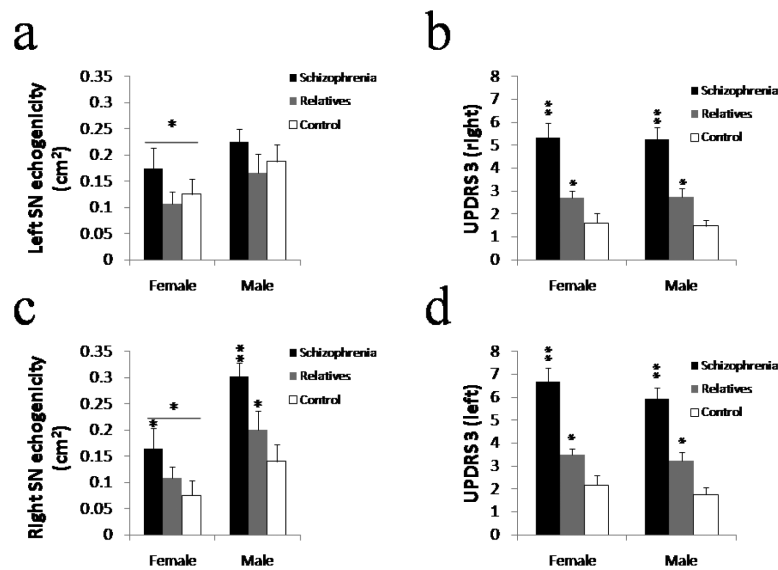 a
Left SN echogenicity
(cm²)
0.35
0.3
0.25
0.2
0.15
0.1
0.05
0
*
Schizophrenia
Relatives
Control
Female Male
b
UPDRS 3 (right)
8
7
6
5
4
3
2
1
0
** * ** *
Schizophrenia
Relatives
Control
Female Male
c
Right SN echogenicity
(cm²)
0.35
0.3
0.25
0.2
0.15
0.1
0.05
0
* * ** *
Schizophrenia
Relatives
Control
Female Male
d
UPDRS 3 (left)
8
7
6
5
4
3
2
1
0
** * ** *
Schizophrenia
Relatives
Control
Female Male